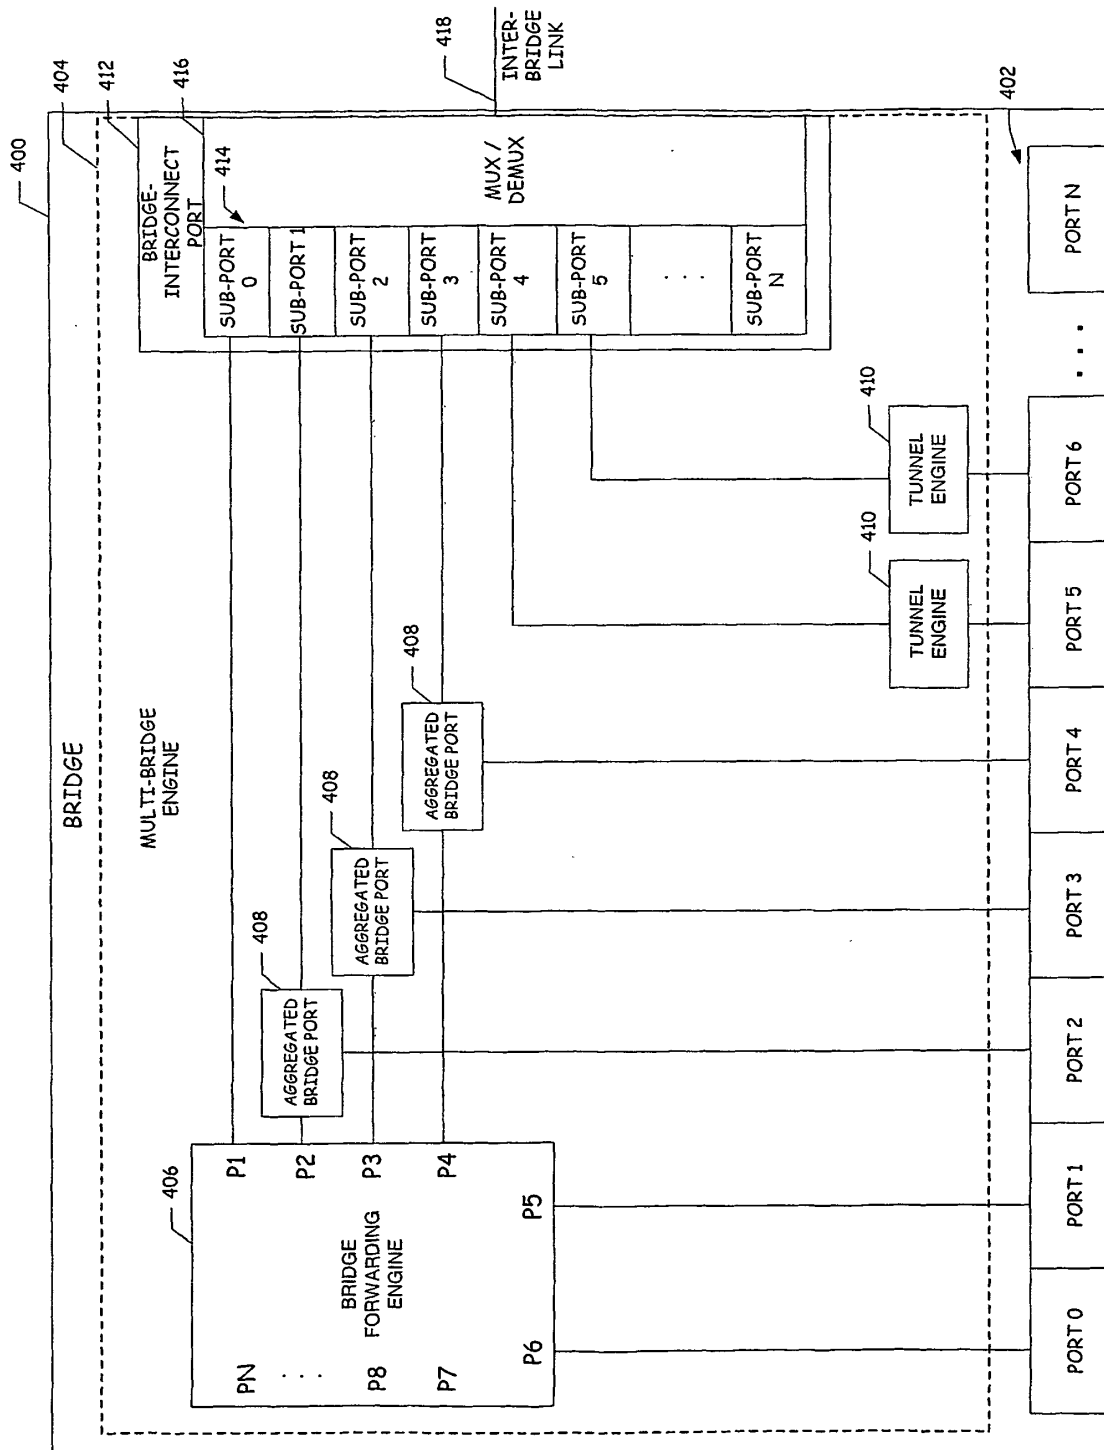 400
BRIDGE
404
MULTI-BRIDGE
ENGINE
412
BRIDGE-
INTERCONNECT
PORT
416
414
SUB-PORT
0
SUB-PORT 1
SUB-PORT
2
SUB-PORT
3
SUB-PORT
4
SUB-PORT
5
. . .
SUB-PORT
N
MUX /
DEMUX
418
INTER-
BRIDGE
LINK
406
BRIDGE
FORWARDING
ENGINE
PN
. . . .
P8
P7
P6
P5
P1
P2
P3
P4
408
AGGREGATED
BRIDGE PORT
408
AGGREGATED
BRIDGE PORT
408
AGGREGATED
BRIDGE PORT
410
TUNNEL
ENGINE
410
TUNNEL
ENGINE
402
PORT 0
PORT 1
PORT 2
PORT 3
PORT 4
PORT 5
PORT 6
. . .
PORT N